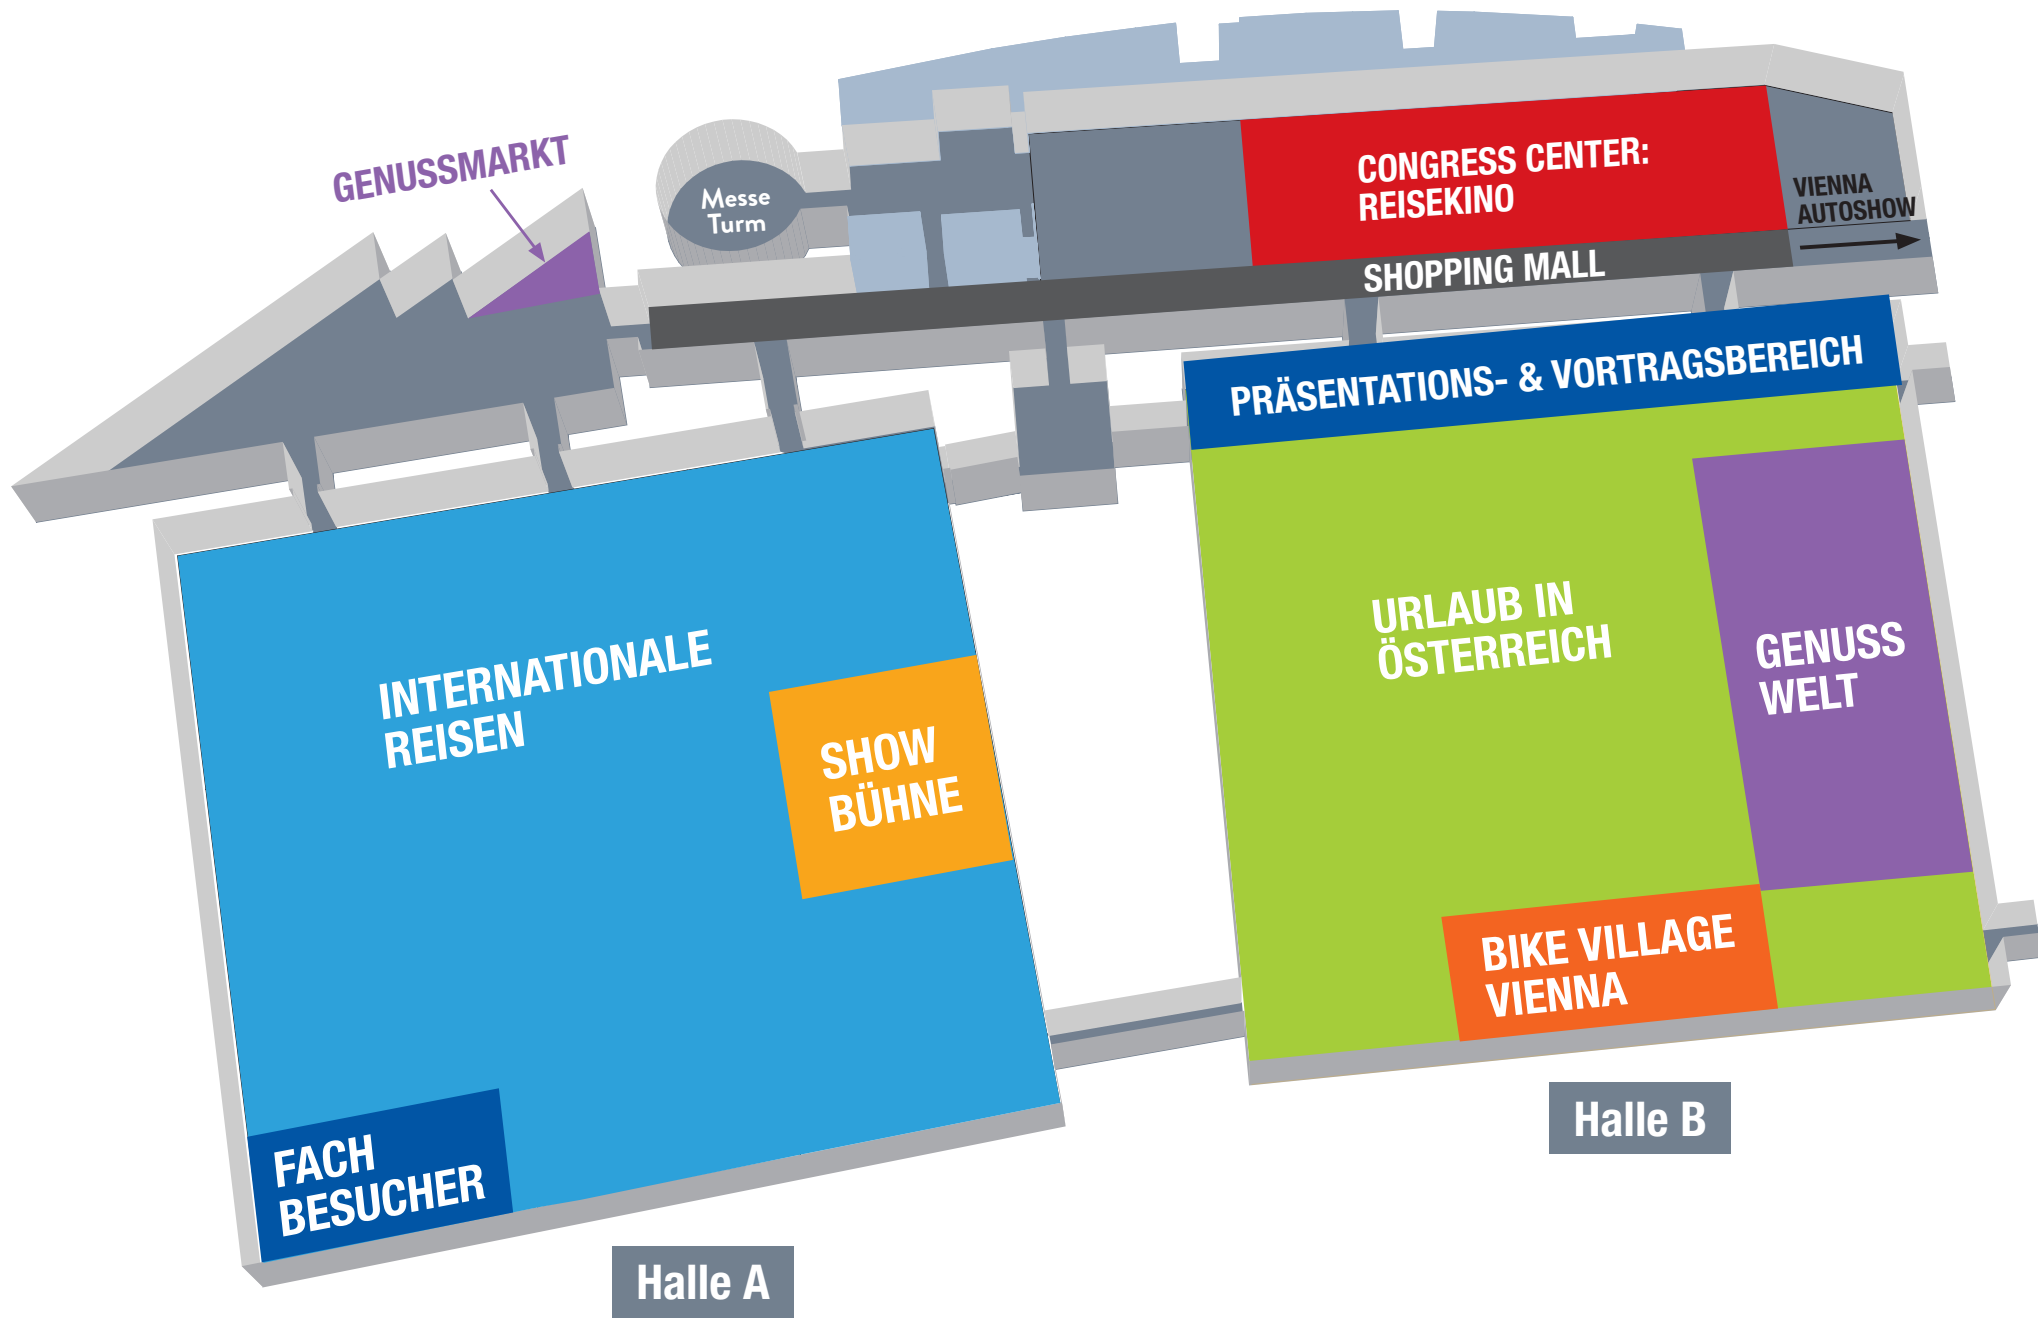 GENUSSMARKT
Messe
Turm
CONGRESS CENTER:
REISEKINO
VIENNA
AUTOSHOW
SHOPPING MALL
PRÄSENTATIONS- & VORTRAGSBEREICH
INTERNATIONALE
REISEN
SHOW
BÜHNE
FACH
BESUCHER
Halle A
URLAUB IN
ÖSTERREICH
GENUSS
WELT
BIKE VILLAGE
VIENNA
Halle B